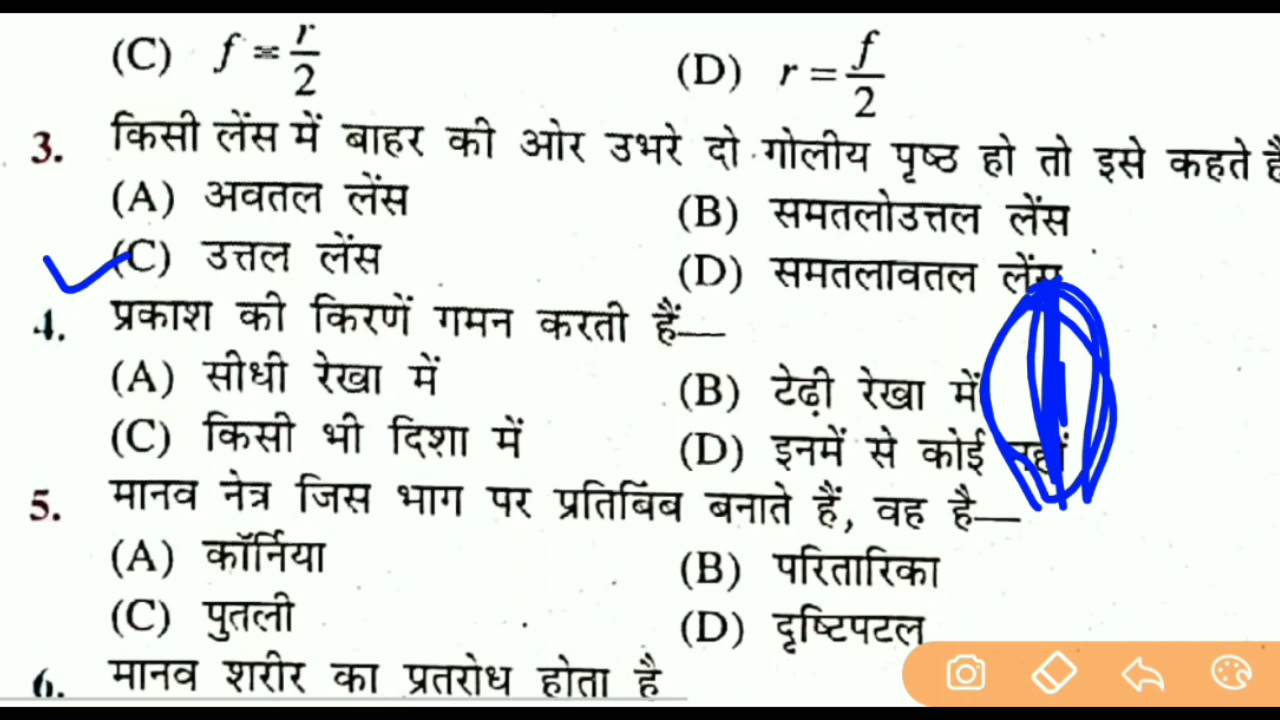 (C) f = r/2 (D) r = f/2
3. किसी लेंस में बाहर की ओर उभरे दो गोलीय पृष्ठ हो तो इसे कहते हैं
(A) अवतल लेंस (B) समतलोउत्तल लेंस
(C) उत्तल लेंस (D) समतलावतल लेंस
4. प्रकाश की किरणें गमन करती हैं—
(A) सीधी रेखा में (B) टेढ़ी रेखा में
(C) किसी भी दिशा में (D) इनमें से कोई नहीं
5. मानव नेत्र जिस भाग पर प्रतिबिंब बनाते हैं, वह है—
(A) कॉर्निया (B) परितारिका
(C) पुतली (D) दृष्टिपटल
6. मानव शरीर का प्रतरोध होता है